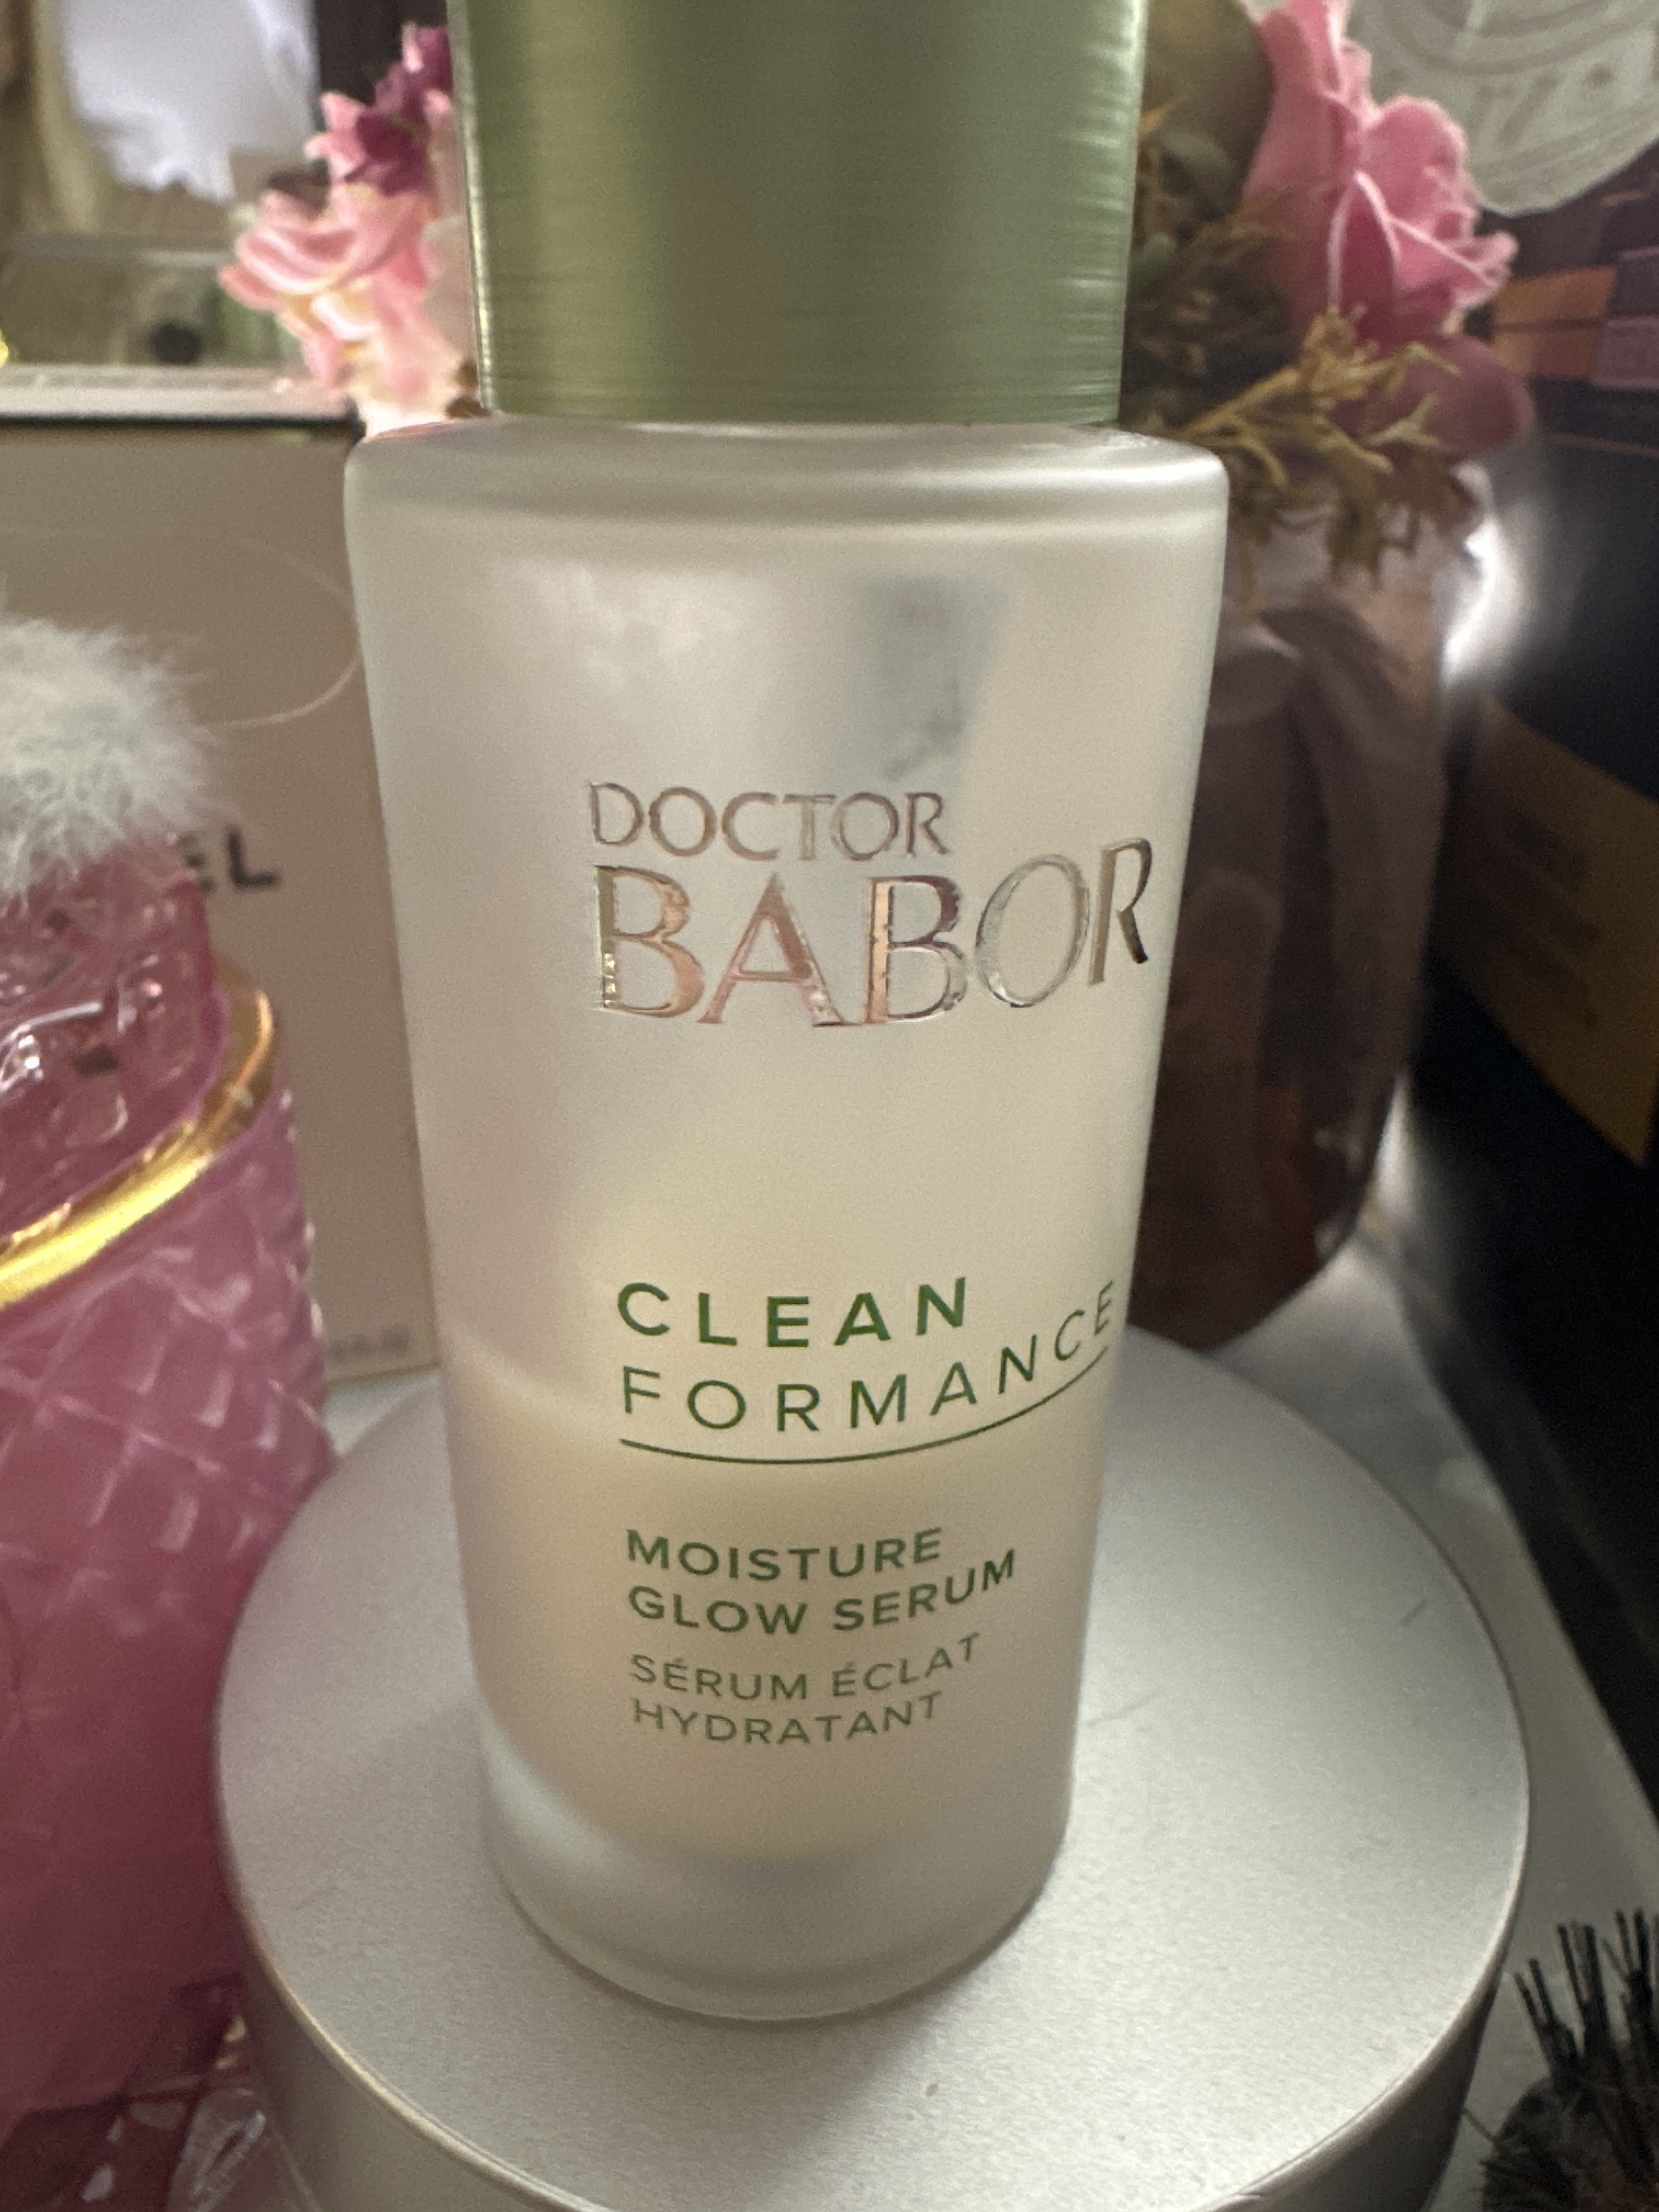 DOCTOR
BABOR
CLEAN
FORMANCE
MOISTURE
GLOW SERUM
SÉRUM ÉCLAT
HYDRATANT